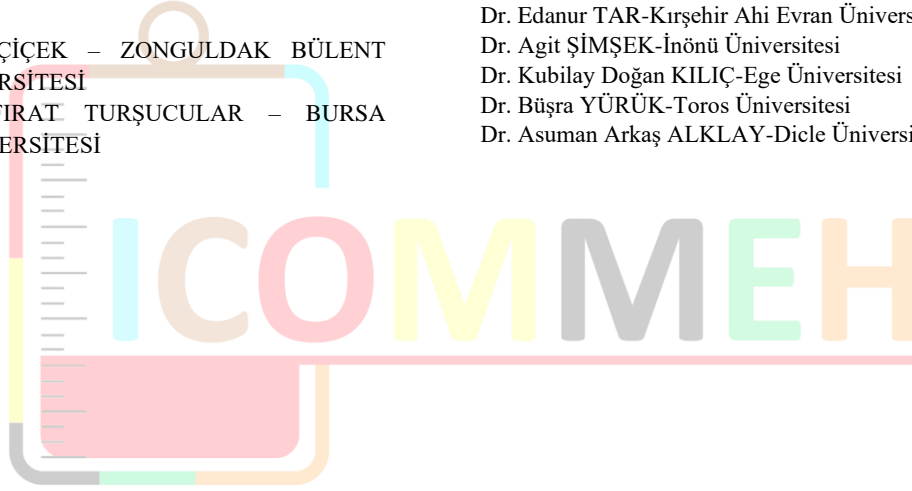 ÇİÇEK – ZONGULDAK BÜLENT
RSİTESİ
FIRAT TURŞUCULAR – BURSA
ERSİTESİ
Dr. Edanur TAR-Kırşehir Ahi Evran Ünivers
Dr. Agit ŞİMŞEK-İnönü Üniversitesi
Dr. Kubilay Doğan KILIÇ-Ege Üniversitesi
Dr. Büşra YÜRÜK-Toros Üniversitesi
Dr. Asuman Arkaş ALKLAY-Dicle Üniversi
ICOMMEH